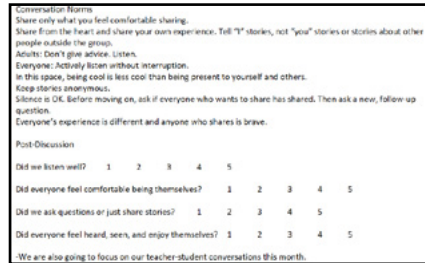 Conversation Norms
Share only what you feel comfortable sharing.
Share from the heart and share your own experience. Tell "I" stories, not "you" stories or stories about other
people outside the group.
Adults: Don't give advice. Listen.
Everyone: Actively listen without interruption.
In this space, being cool is less cool than being present to yourself and others.
Keep stories anonymous.
Silence is OK. Before moving on, ask if everyone who wants to share has shared. Then ask a new, follow-up
question.
Everyone's experience is different and anyone who shares is brave.
Post-Discussion
Did we listen well? 1 2 3 4 5
Did everyone feel comfortable being themselves? 1 2 3 4 5
Did we ask questions or just share stories? 1 2 3 4 5
Did everyone feel heard, seen, and enjoy themselves? 1 2 3 4 5
-We are also going to focus on our teacher-student conversations this month.